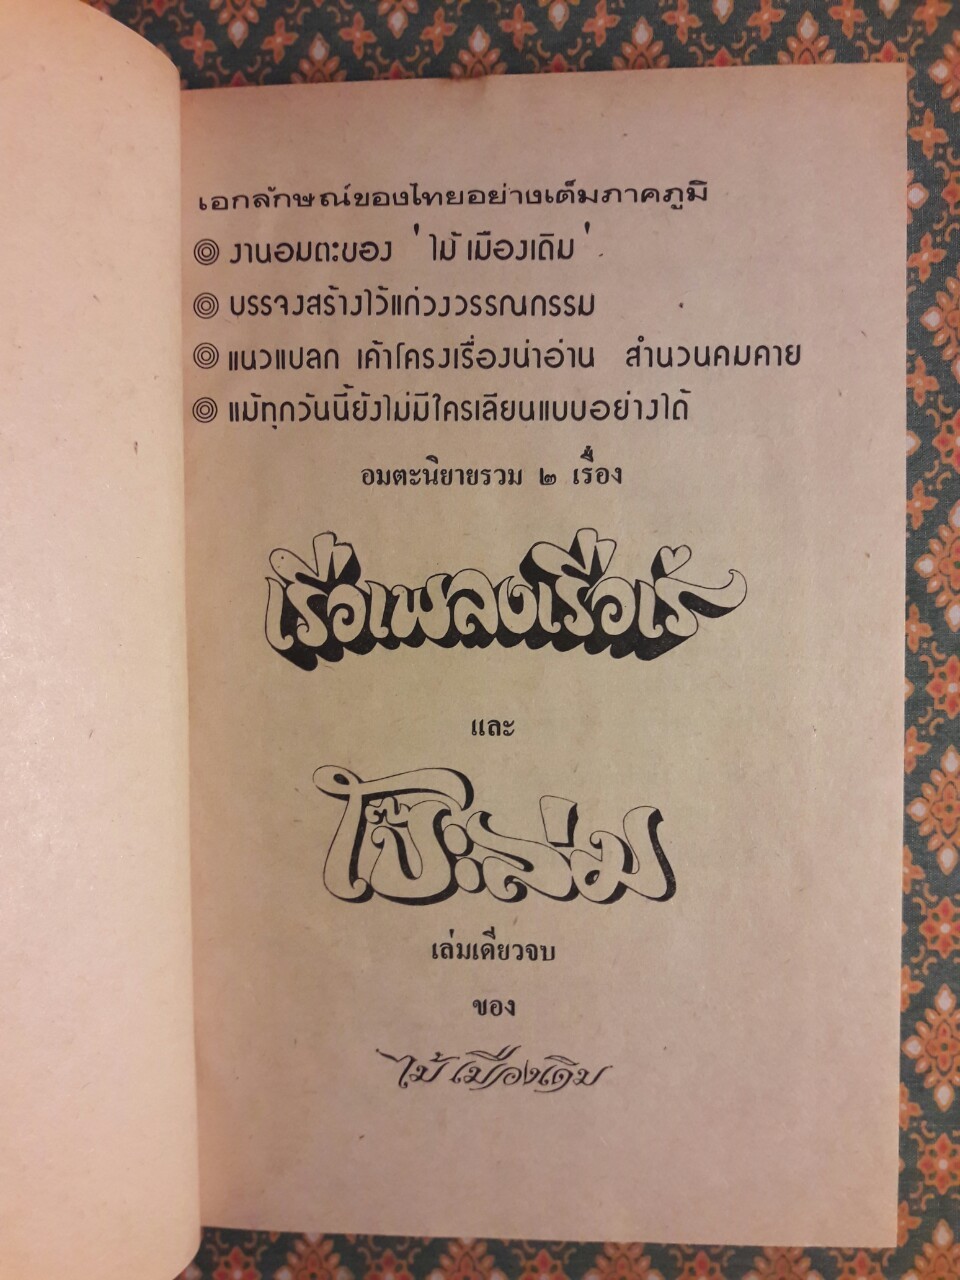 เอกลักษณ์ของไทยอย่างเต็มภาคภูมิ
งานอมตะของ 'ไม้ เมืองเดิม'
บรรจงสร้างไว้แก่วงวรรณกรรม
แนวแปลก เค้าโครงเรื่องน่าอ่าน สำนวนคมคาย
แม้ทุกวันนี้ยังไม่มีใครเลียนแบบอย่างได้
อมตะนิยายรวม ๒ เรื่อง
เรือเพลงเรือเร่
และ
โป๊ะล่ม
เล่มเดียวจบ
ของ
ไม้ เมืองเดิม